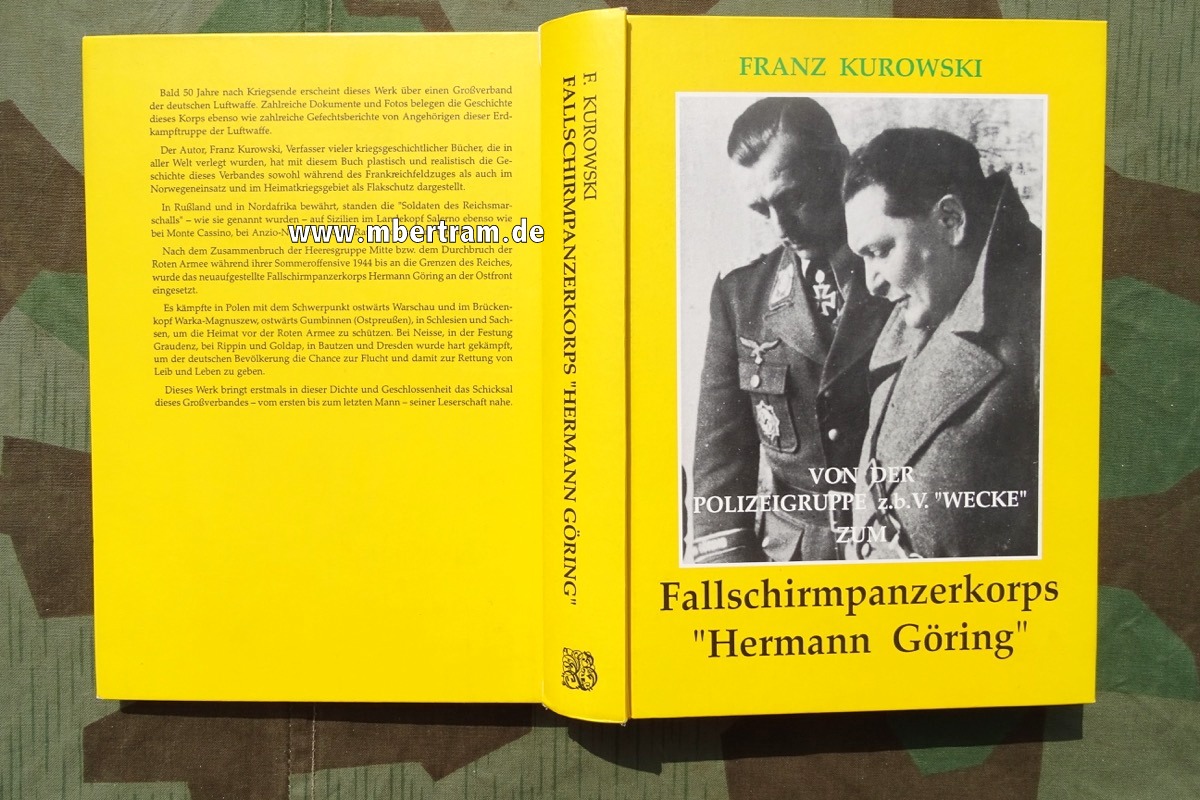 Bald 50 Jahre nach Kriegsende erscheint dieses Werk über einen Großverband
der deutschen Luftwaffe. Zahlreiche Dokumente und Fotos belegen die Geschichte
dieses Korps ebenso wie zahlreiche Gefechtsberichte von Angehörigen dieser Erd-
kampftruppe der Luftwaffe.
Der Autor, Franz Kurowski, Verfasser vieler kriegsgeschichtlicher Bücher, die in
aller Welt verlegt wurden, hat mit diesem Buch plastisch und realistisch die Ge-
schichte dieses Verbandes sowohl während des Frankreichfeldzuges als auch im
Norwegeneinsatz und im Heimatkriegsgebiet als Flakschutz dargestellt.
In Rußland und in Nordafrika bewährt, standen die "Soldaten des Reichsmar-
schalls" – wie sie genannt wurden – auf Sizilien im Landekopf Salerno ebenso wie
bei Monte Cassino, bei Anzio-N
www.mbertram.de
Nach dem Zusammenbruch der Heeresgruppe Mitte bzw. dem Durchbruch der
Roten Armee während ihrer Sommeroffensive 1944 bis an die Grenzen des Reiches,
wurde das neuaufgestellte Fallschirmpanzerkorps Hermann Göring an der Ostfront
eingesetzt.
Es kämpfte in Polen mit dem Schwerpunkt ostwärts Warschau und im Brücken-
kopf Warka-Magnuszew, ostwärts Gumbinnen (Ostpreußen), in Schlesien und Sach-
sen, um die Heimat vor der Roten Armee zu schützen. Bei Neisse, in der Festung
Graudenz, bei Rippin und Goldap, in Bautzen und Dresden wurde hart gekämpft,
um der deutschen Bevölkerung die Chance zur Flucht und damit zur Rettung von
Leib und Leben zu geben.
Dieses Werk bringt erstmals in dieser Dichte und Geschlossenheit das Schicksal
dieses Großverbandes – vom ersten bis zum letzten Mann – seiner Leserschaft nahe.
F. KUROWSKI
FALLSCHIRMPANZERKORPS "HERMANN GÖRING"
FRANZ KUROWSKI
VON DER
POLIZEIGRUPPE z.b.V. "WECKE"
ZUM
Fallschirmpanzerkorps
"Hermann Göring"